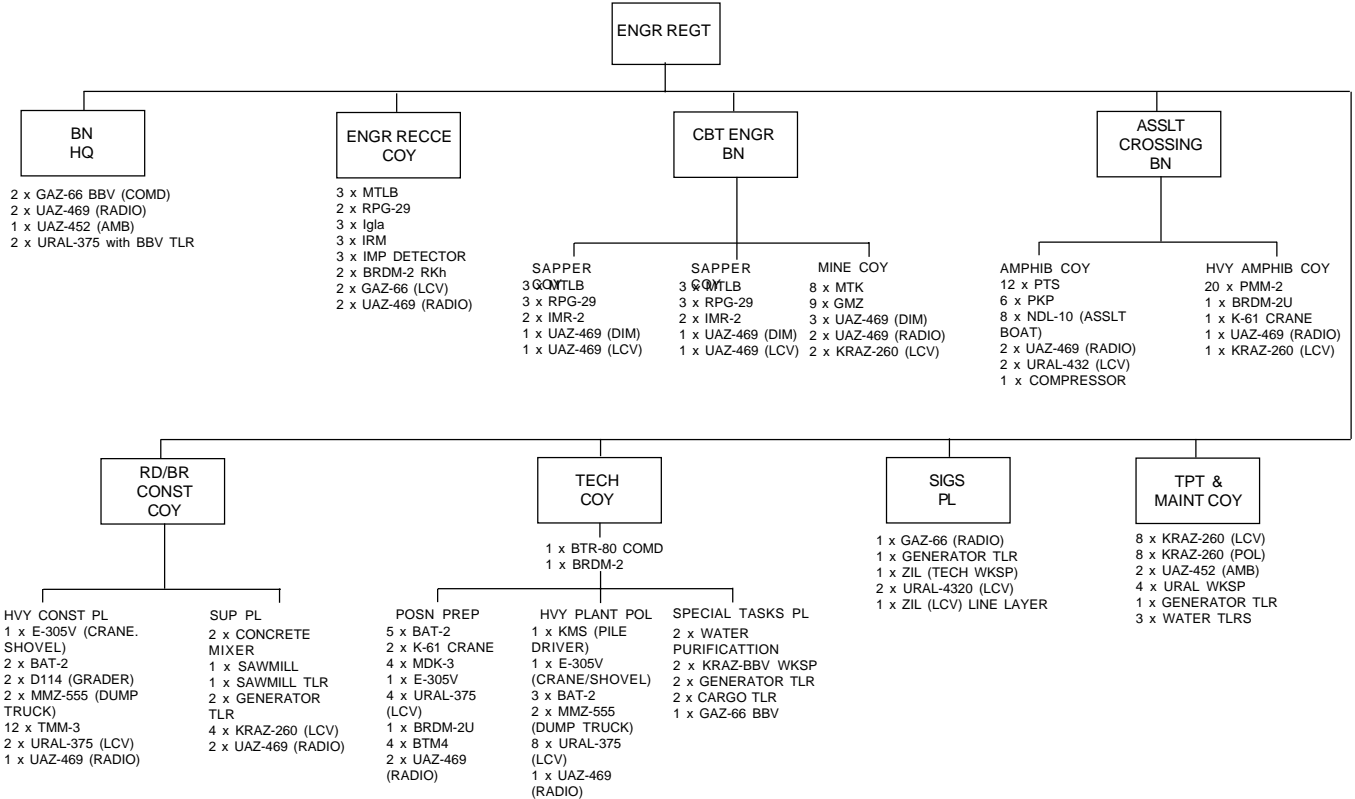 ENGR REGT
BN
HQ
2 x GAZ-66 BBV (COMD)
2 x UAZ-469 (RADIO)
1 x UAZ-452 (AMB)
2 x URAL-375 with BBV TLR
ENGR RECCE
COY
3 x MTLB
2 x RPG-29
3 x Igla
3 x IRM
3 x IMP DETECTOR
2 x BRDM-2 RKh
2 x GAZ-66 (LCV)
2 x UAZ-469 (RADIO)
CBT ENGR
BN
SAPPER
COY
3 x MTLB
3 x RPG-29
2 x IMR-2
1 x UAZ-469 (DIM)
1 x UAZ-469 (LCV)
SAPPER
COY
3 x MTLB
3 x RPG-29
2 x IMR-2
1 x UAZ-469 (DIM)
1 x UAZ-469 (LCV)
MINE COY
8 x MTK
9 x GMZ
3 x UAZ-469 (DIM)
2 x UAZ-469 (RADIO)
2 x KRAZ-260 (LCV)
ASSLT
CROSSING
BN
AMPHIB COY
12 x PTS
6 x PKP
8 x NDL-10 (ASSLT
BOAT)
2 x UAZ-469 (RADIO)
2 x URAL-432 (LCV)
1 x COMPRESSOR
HVY AMPHIB COY
20 x PMM-2
1 x BRDM-2U
1 x K-61 CRANE
1 x UAZ-469 (RADIO)
1 x KRAZ-260 (LCV)
RD/BR
CONST
COY
HVY CONST PL
1 x E-305V (CRANE.
SHOVEL)
2 x BAT-2
2 x D114 (GRADER)
2 x MMZ-555 (DUMP
TRUCK)
12 x TMM-3
2 x URAL-375 (LCV)
1 x UAZ-469 (RADIO)
SUP PL
2 x CONCRETE
MIXER
1 x SAWMILL
1 x SAWMILL TLR
2 x GENERATOR
TLR
4 x KRAZ-260 (LCV)
2 x UAZ-469 (RADIO)
TECH
COY
1 x BTR-80 COMD
1 x BRDM-2
POSN PREP
5 x BAT-2
2 x K-61 CRANE
4 x MDK-3
1 x E-305V
4 x URAL-375
(LCV)
1 x BRDM-2U
4 x BTM4
2 x UAZ-469
(RADIO)
HVY PLANT POL
1 x KMS (PILE
DRIVER)
1 x E-305V
(CRANE/SHOVEL)
3 x BAT-2
2 x MMZ-555
(DUMP TRUCK)
8 x URAL-375
(LCV)
1 x UAZ-469
(RADIO)
SPECIAL TASKS PL
2 x WATER
PURIFICATTION
2 x KRAZ-BBV WKSP
2 x GENERATOR TLR
2 x CARGO TLR
1 x GAZ-66 BBV
SIGS
PL
1 x GAZ-66 (RADIO)
1 x GENERATOR TLR
1 x ZIL (TECH WKSP)
2 x URAL-4320 (LCV)
1 x ZIL (LCV) LINE LAYER
TPT &
MAINT COY
8 x KRAZ-260 (LCV)
8 x KRAZ-260 (POL)
2 x UAZ-452 (AMB)
4 x URAL WKSP
1 x GENERATOR TLR
3 x WATER TLRS